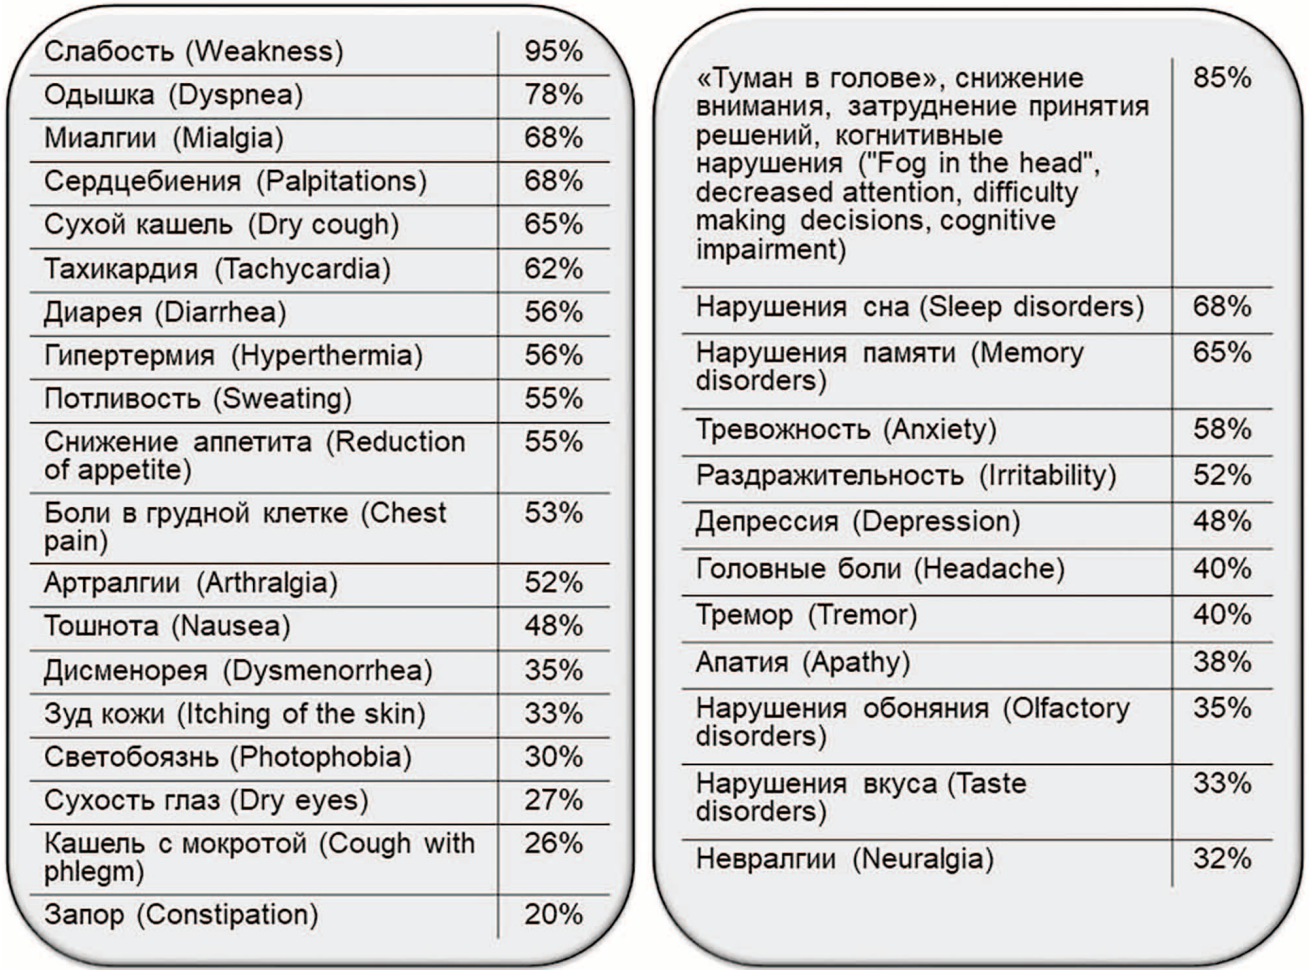 Слабость (Weakness) 95%
Одышка (Dyspnea) 78%
Миалгии (Mialgia) 68%
Сердцебиения (Palpitations) 68%
Сухой кашель (Dry cough) 65%
Тахикардия (Tachycardia) 62%
Диарея (Diarrhea) 56%
Гипертермия (Hyperthermia) 56%
Потливость (Sweating) 55%
Снижение аппетита (Reduction 55%
of appetite)
Боли в грудной клетке (Chest 53%
pain)
Артралгии (Arthralgia) 52%
Тошнота (Nausea) 48%
Дисменорея (Dysmenorrhea) 35%
Зуд кожи (Itching of the skin) 33%
Светобоязнь (Photophobia) 30%
Сухость глаз (Dry eyes) 27%
Кашель с мокротой (Cough with 26%
phlegm)
Запор (Constipation) 20%
«Туман в голове», снижение 85%
внимания, затруднение принятия
решений, когнитивные
нарушения ("Fog in the head",
decreased attention, difficulty
making decisions, cognitive
impairment)
Нарушения сна (Sleep disorders) 68%
Нарушения памяти (Memory 65%
disorders)
Тревожность (Anxiety) 58%
Раздражительность (Irritability) 52%
Депрессия (Depression) 48%
Головные боли (Headache) 40%
Тремор (Tremor) 40%
Апатия (Apathy) 38%
Нарушения обоняния (Olfactory 35%
disorders)
Нарушения вкуса (Taste 33%
disorders)
Невралгии (Neuralgia) 32%